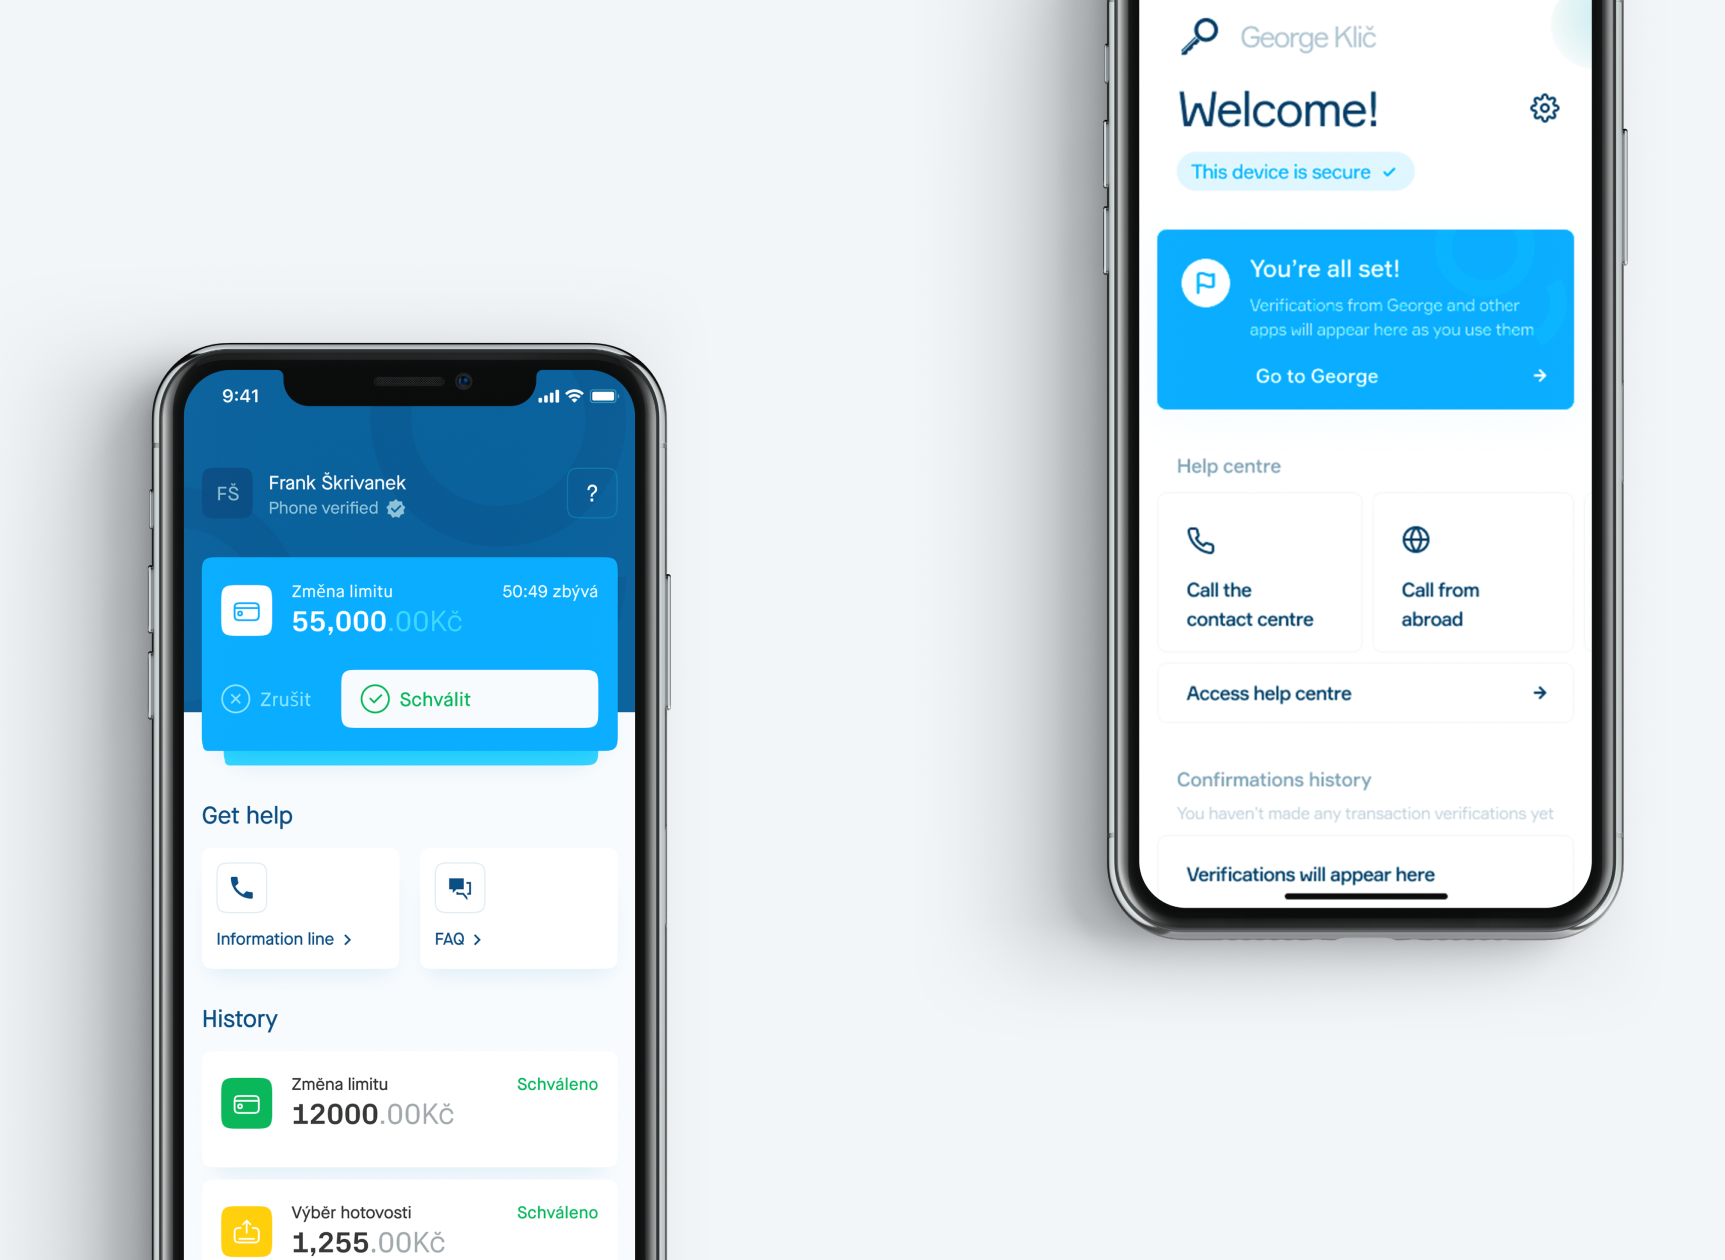 9:41
FŠ
Frank Škrivanek
Phone verified
?
Změna limitu
50:49 zbývá
55,000.00Kč
Zrušit
Schválit
Get help
Information line
FAQ
History
Změna limitu
Schváleno
12000.00Kč
Výběr hotovosti
Schváleno
1,255.00Kč
George Klič
Welcome!
This device is secure
You're all set!
Verifications from George and other
apps will appear here as you use them
Go to George
Help centre
Call the
contact centre
Call from
abroad
Access help centre
Confirmations history
You haven't made any transaction verifications yet
Verifications will appear here